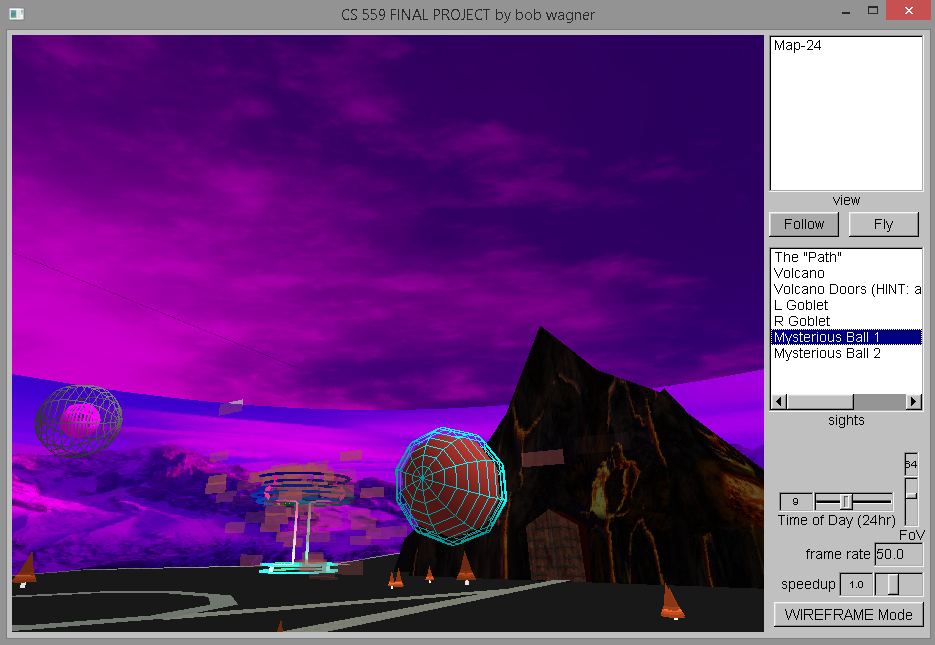 CS 559 FINAL PROJECT by bob wagner
Map-24
view
Follow
Fly
The "Path"
Volcano
Volcano Doors (HINT: a
L Goblet
R Goblet
Mysterious Ball 1
Mysterious Ball 2
sights
64
9
Time of Day (24hr)
FoV
frame rate 50.0
speedup 1.0
WIREFRAME Mode